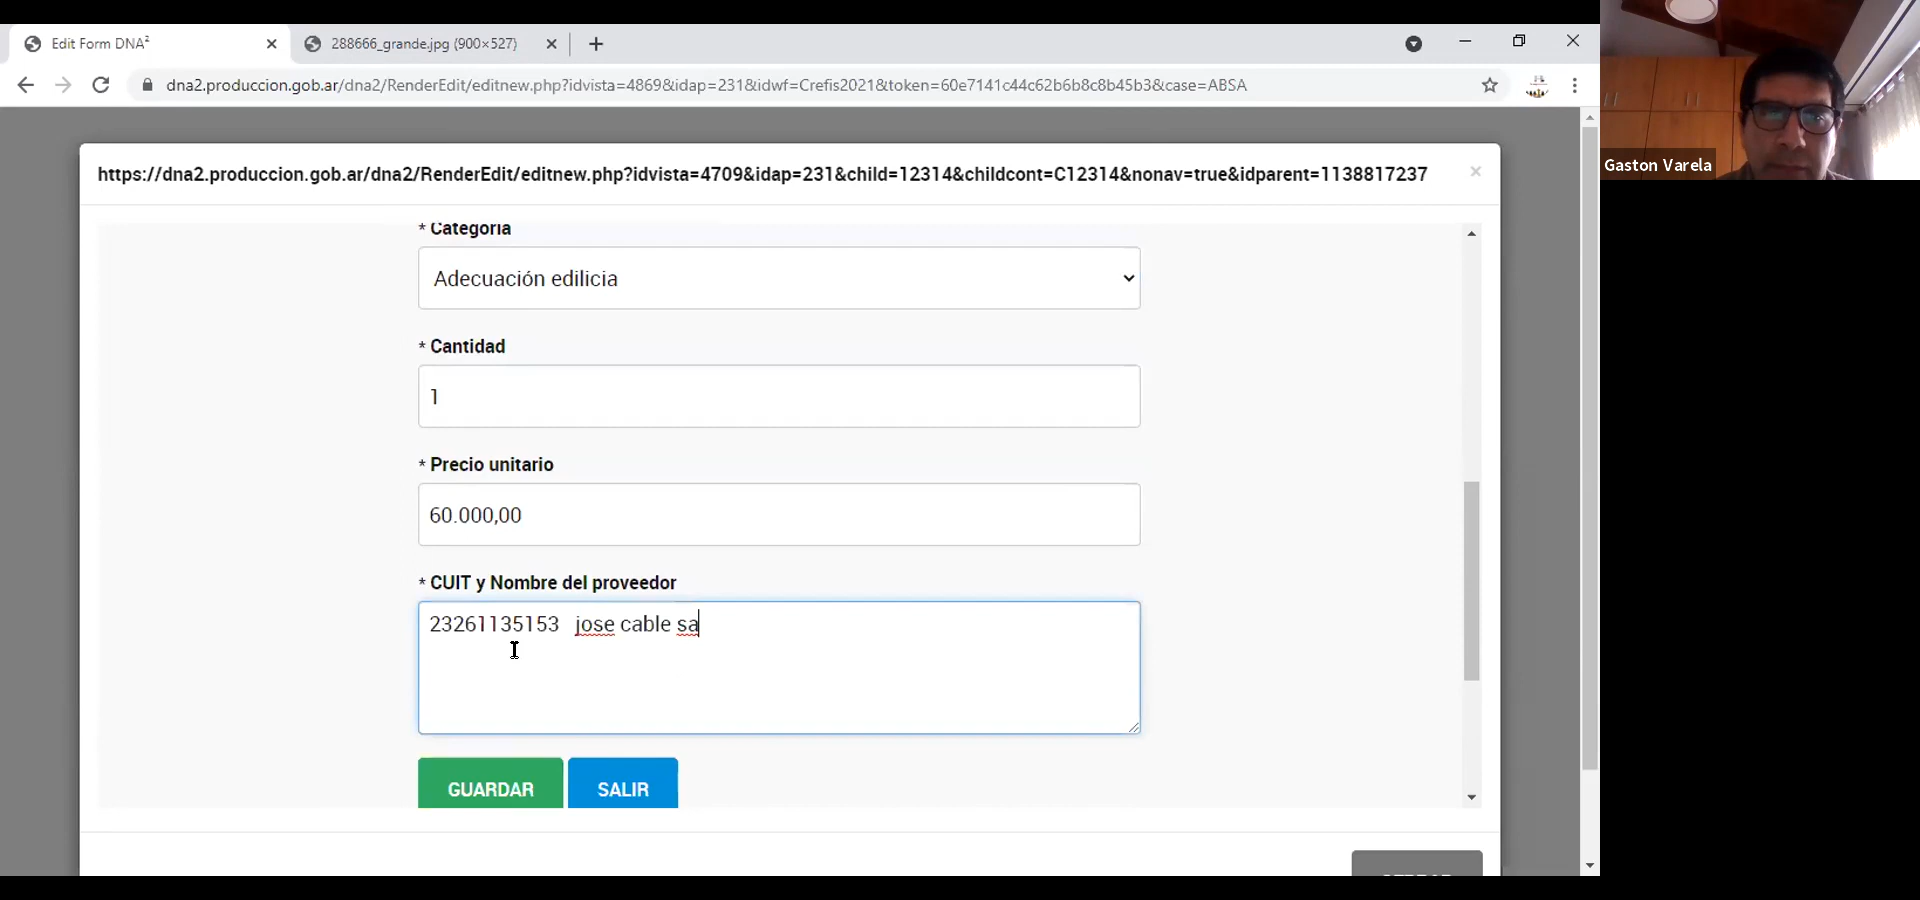 Edit Form DNA²
288666_grande.jpg (900×527)
dna2.produccion.gob.ar/dna2/RenderEdit/editnew.php?idvista=4869&idap=231&idwf=Crefis2021&token=60e7141c44c62b6b8c8b45b3&case=ABSA
Gaston Varela
https://dna2.produccion.gob.ar/dna2/RenderEdit/editnew.php?idvista=4709&idap=231&child=12314&childcont=C12314&nonav=true&idparent=1138817237
* Categoria
Adecuación edilicia
* Cantidad
1
* Precio unitario
60.000,00
* CUIT y Nombre del proveedor
23261135153 jose cable sa
GUARDAR SALIR